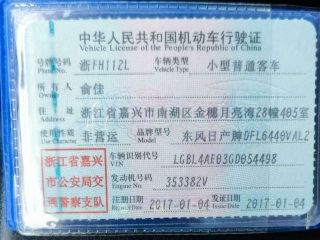 中华人民共和国机动车行驶证
Vehicle License of the People's Republic of China
号牌号码 浙FH112L 车辆类型 小型普通客车
Plate No. Vehicle Type
所有人 俞佳
Owner
住址 浙江省嘉兴市南湖区金穗月亮湾28幢405室
Address
使用性质 非营运 品牌型号 东风日产牌DFL6440VAL2
Use Character Model
浙江省嘉兴市公安局交通警察支队
车辆识别代号 LGBL4AE03GD054498
VIN
发动机号码 353382V
Engine No.
注册日期 2017-01-04 发证日期 2017-01-04
Register Date Issue Date